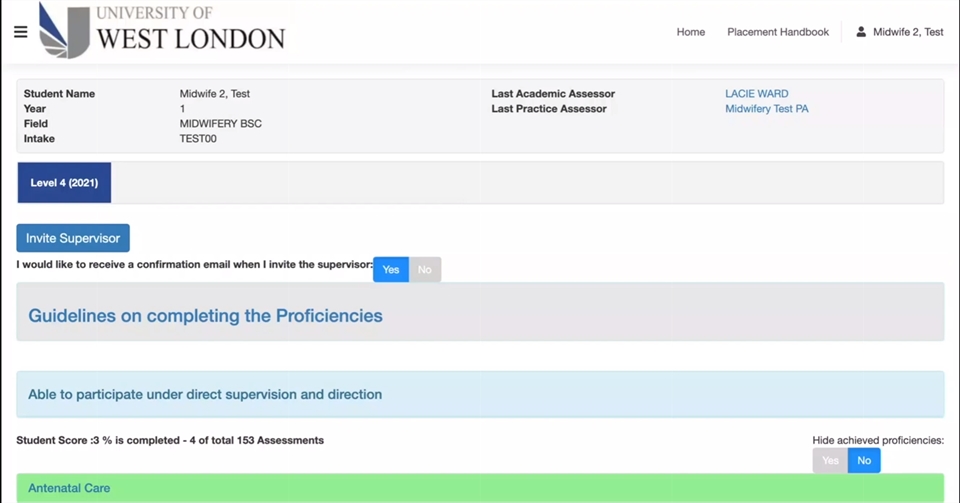 UNIVERSITY OF
WEST LONDON
Home Placement Handbook Midwife 2, Test
Student Name Midwife 2, Test Last Academic Assessor LACIE WARD
Year 1 Last Practice Assessor Midwifery Test PA
Field MIDWIFERY BSC
Intake TEST00
Level 4 (2021)
Invite Supervisor
I would like to receive a confirmation email when I invite the supervisor: Yes No
Guidelines on completing the Proficiencies
Able to participate under direct supervision and direction
Student Score :3 % is completed - 4 of total 153 Assessments Hide achieved proficiencies:
Yes No
Antenatal Care